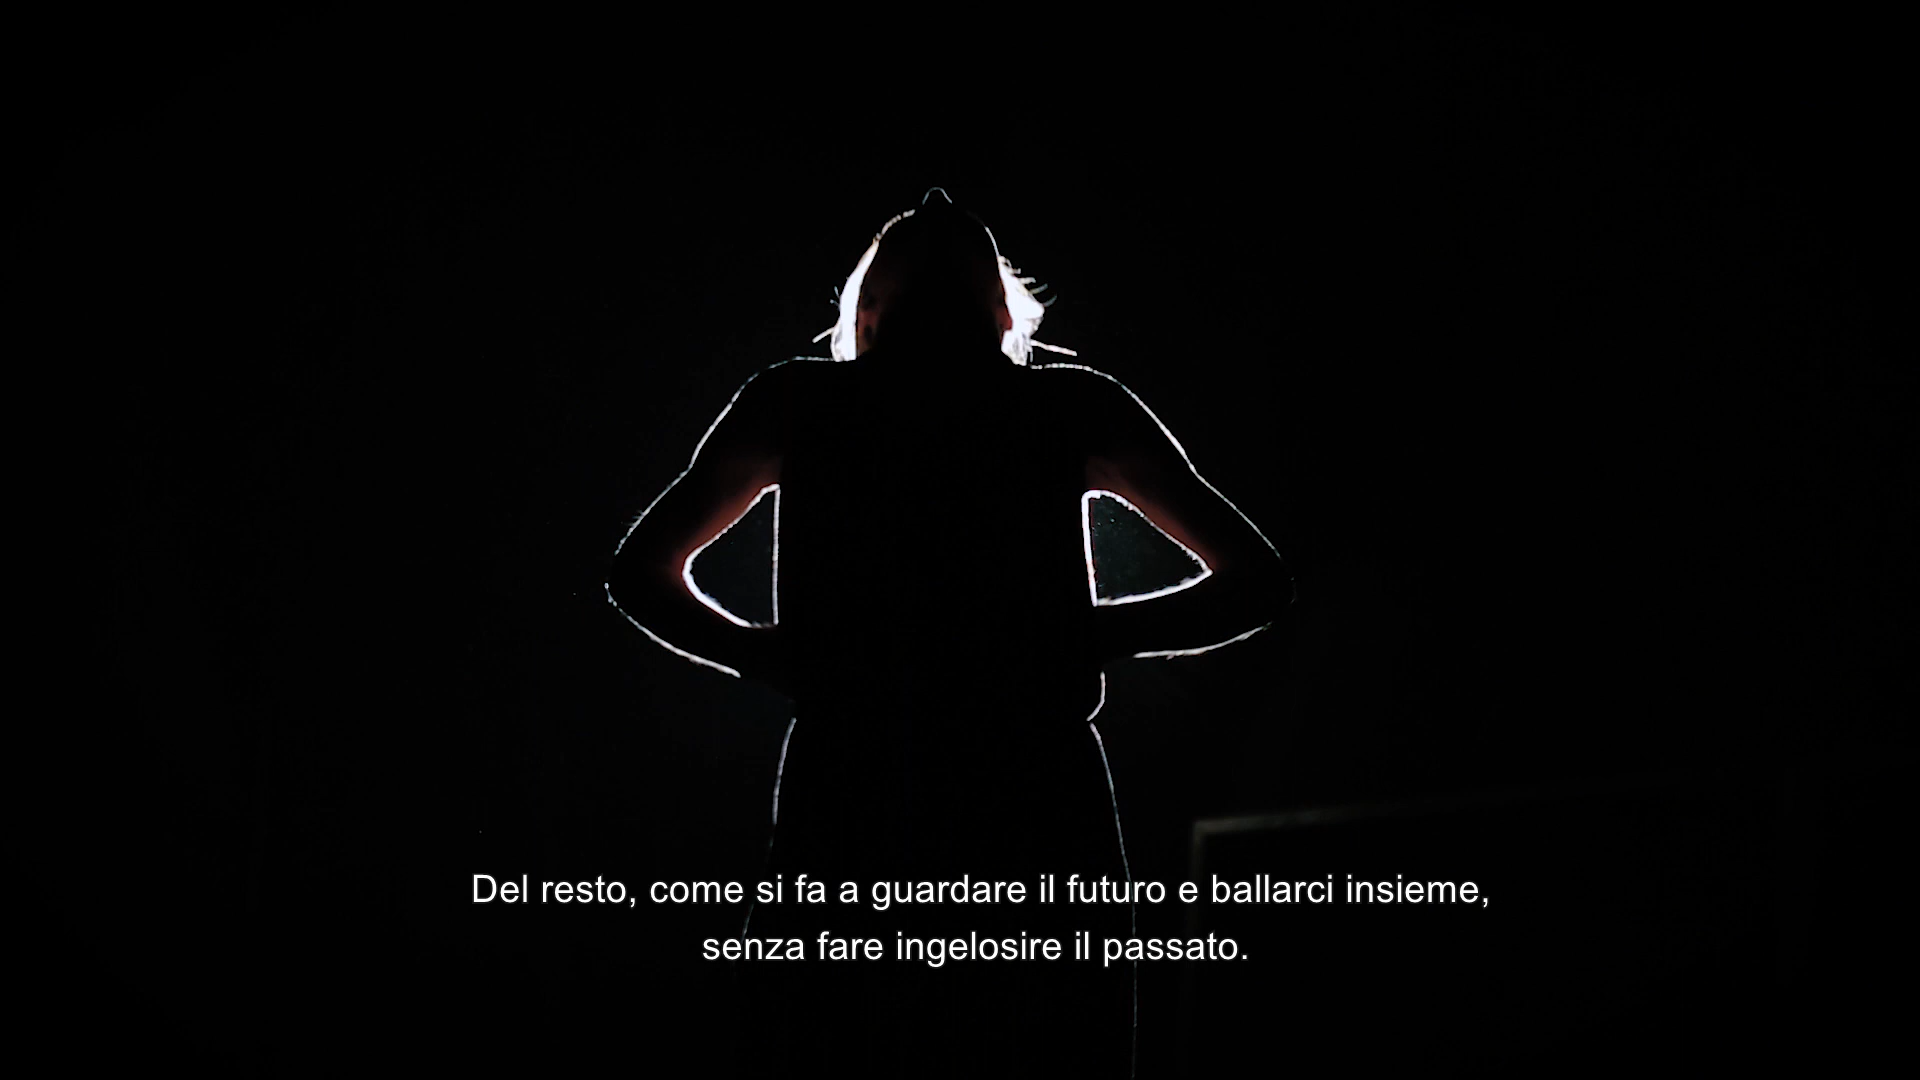 Del resto, come si fa a guardare il futuro e ballarci insieme,
senza fare ingelosire il passato.